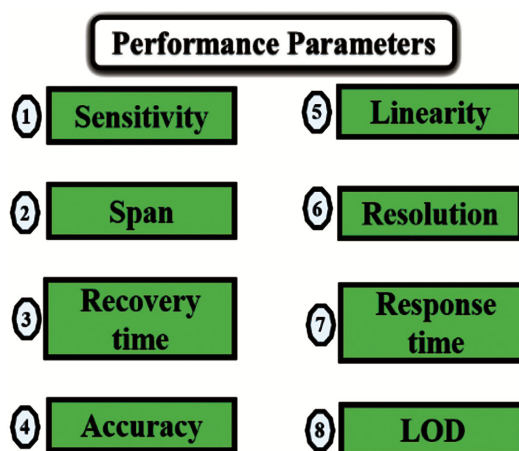 Performance Parameters
1 Sensitivity
2 Span
3 Recovery
time
4 Accuracy
5 Linearity
6 Resolution
7 Response
time
8 LOD